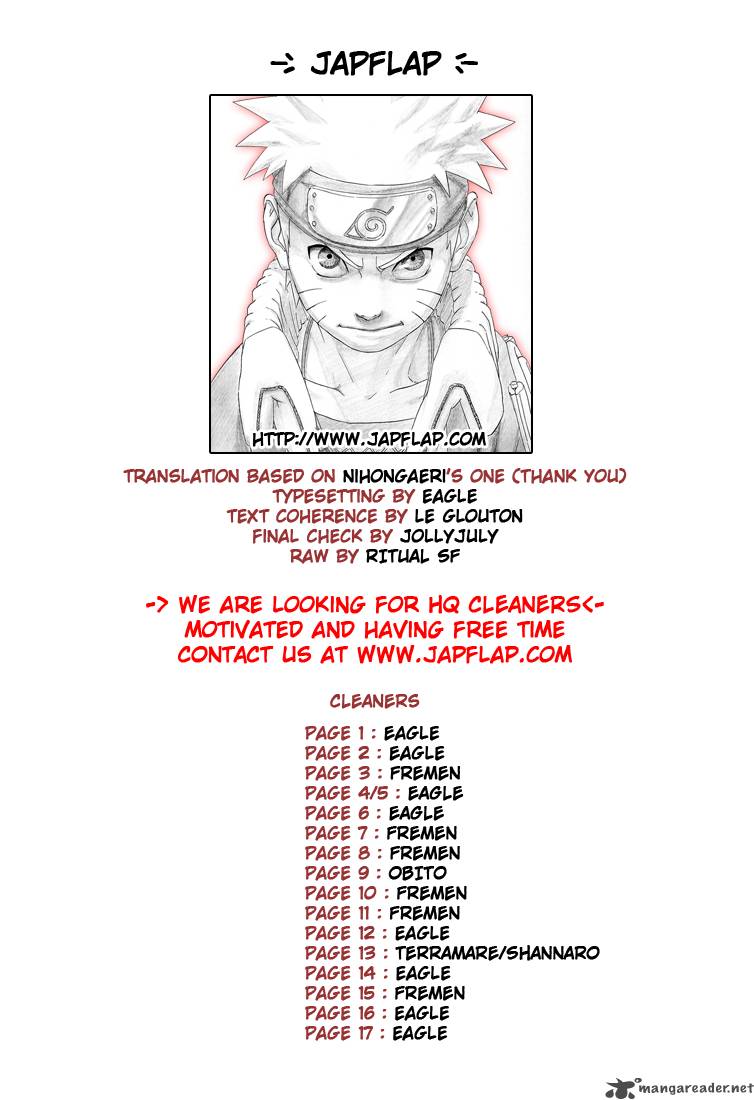 -:· JAPFLAP ·:-
HTTP://WWW.JAPFLAP.COM
TRANSLATION BASED ON NIHONGAERI'S ONE (THANK YOU)
TYPESETTING BY EAGLE
TEXT COHERENCE BY LE GLOUTON
FINAL CHECK BY JOLLYJULY
RAW BY RITUAL SF
-> WE ARE LOOKING FOR HQ CLEANERS<-
MOTIVATED AND HAVING FREE TIME
CONTACT US AT WWW.JAPFLAP.COM
CLEANERS
PAGE 1 : EAGLE
PAGE 2 : EAGLE
PAGE 3 : FREMEN
PAGE 4/5 : EAGLE
PAGE 6 : EAGLE
PAGE 7 : FREMEN
PAGE 8 : FREMEN
PAGE 9 : OBITO
PAGE 10 : FREMEN
PAGE 11 : FREMEN
PAGE 12 : EAGLE
PAGE 13 : TERRAMARE/SHANNARO
PAGE 14 : EAGLE
PAGE 15 : FREMEN
PAGE 16 : EAGLE
PAGE 17 : EAGLE
mangareader.net